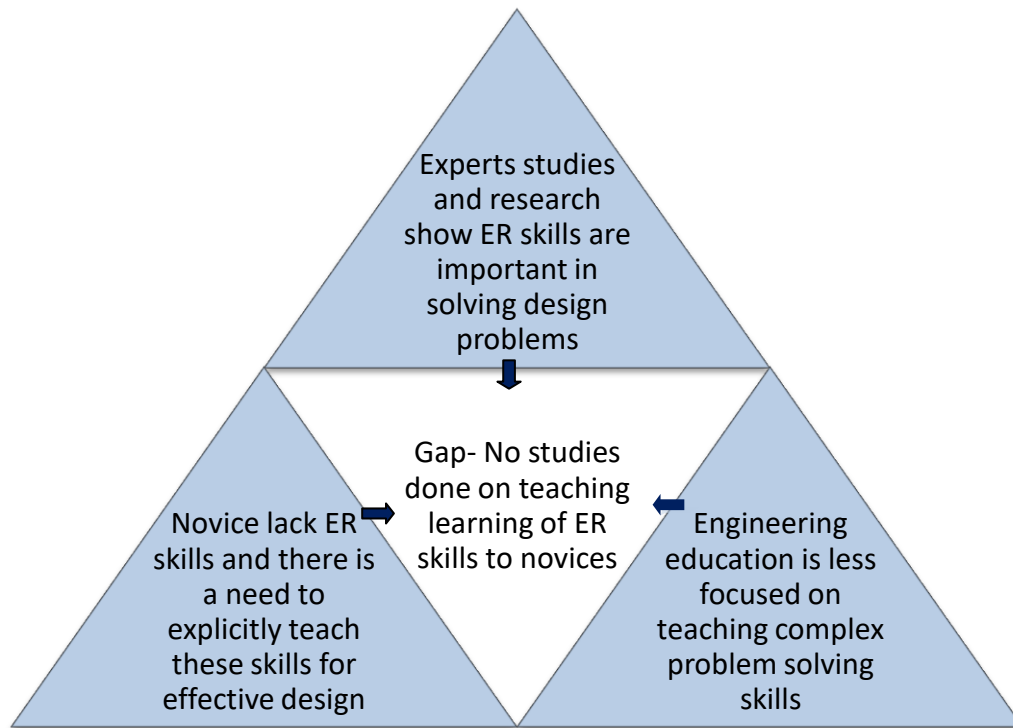 Experts studies
and research
show ER skills are
important in
solving design
problems
Gap- No studies
done on teaching
learning of ER
skills to novices
Novice lack ER
skills and there is
a need to
explicitly teach
these skills for
effective design
Engineering
education is less
focused on
teaching complex
problem solving
skills